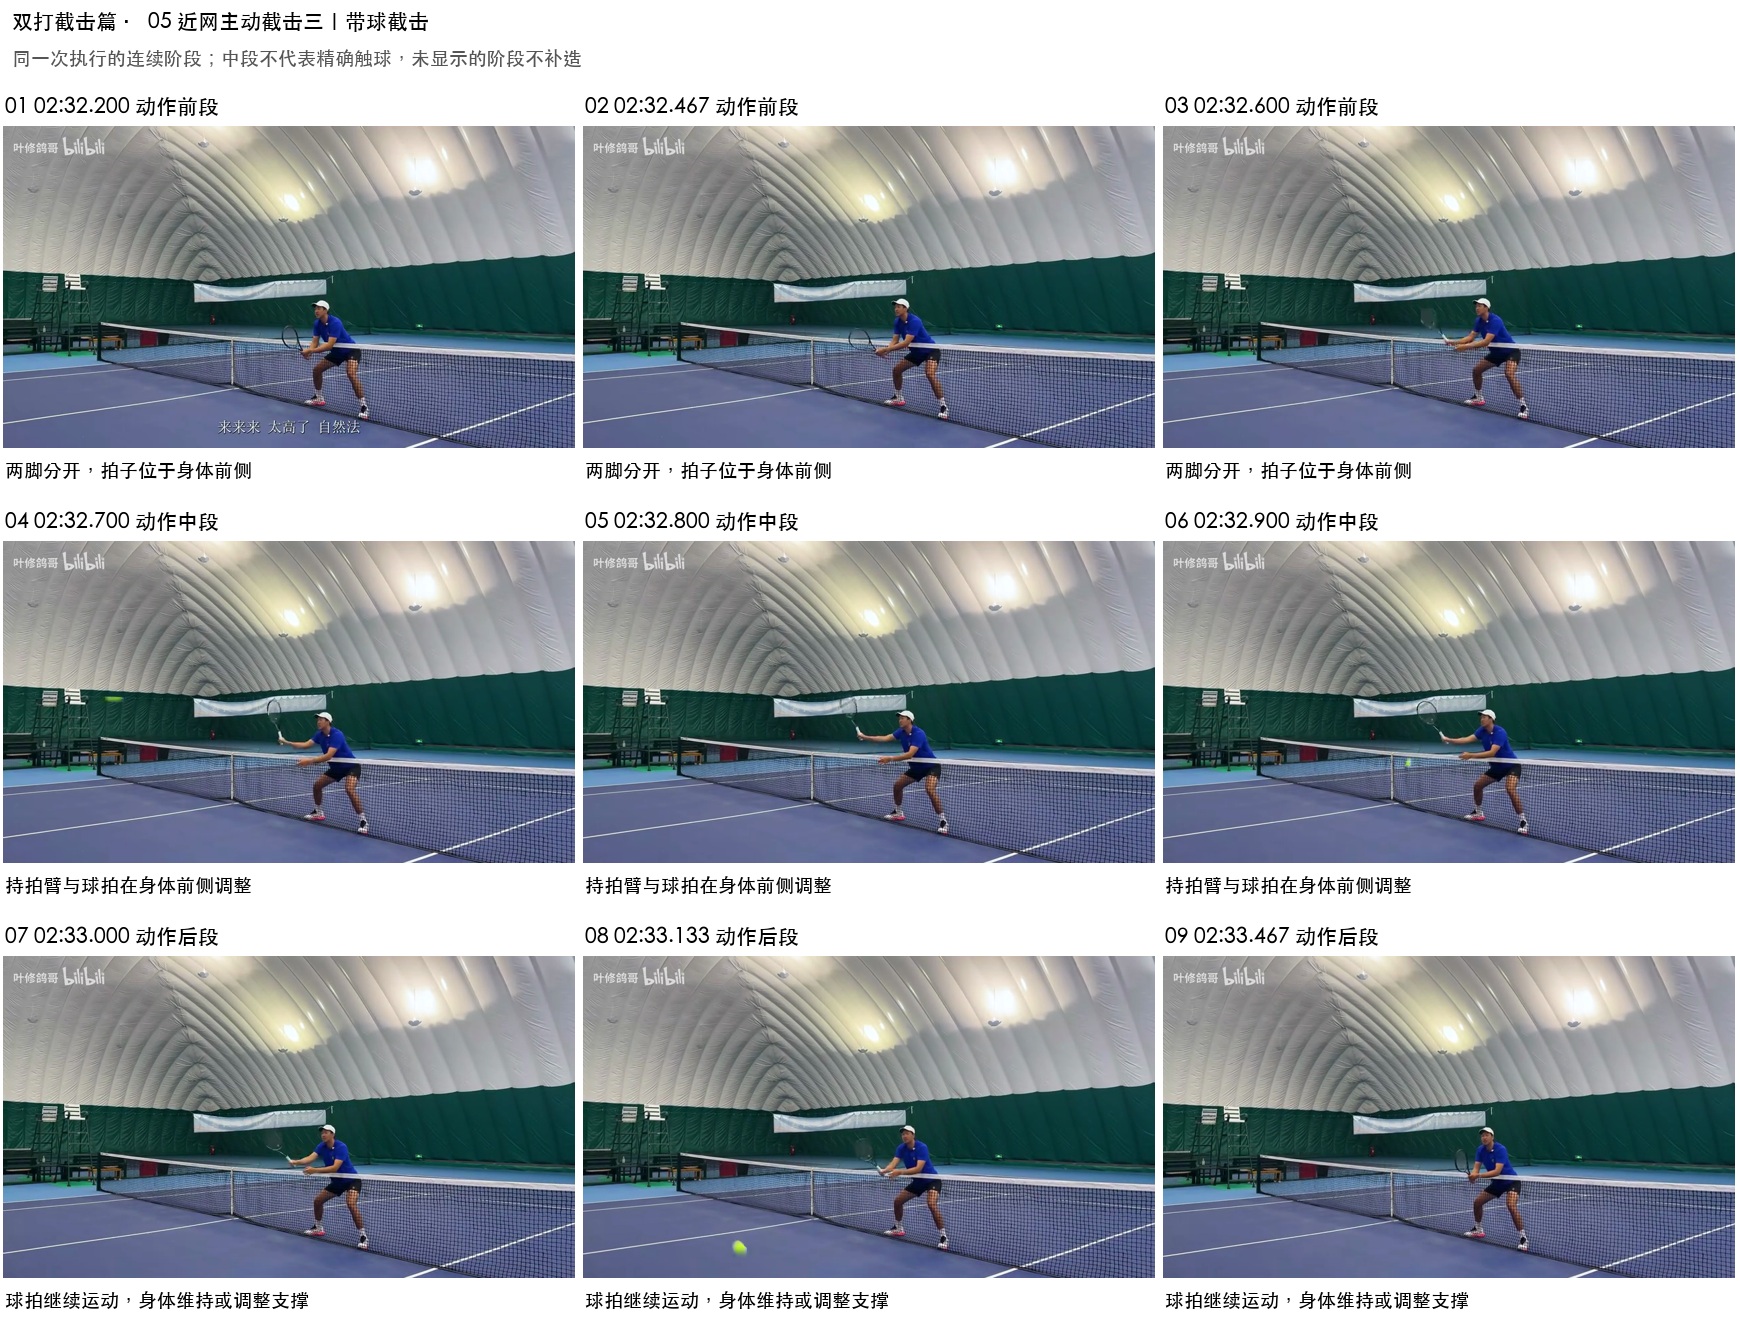 双打截击篇· 05 近网主动截击三丨带球截击
同一次执行的连续阶段；中段不代表精确触球，未显示的阶段不补造
01 02:32.200 动作前段
02 02:32.467 动作前段
03 02:32.600 动作前段
叶修鸽哥 bilibili
叶修鸽哥 bilibili
叶修鸽哥 bilibili
来来来 太高了 自然法
两脚分开，拍子位于身体前侧
两脚分开，拍子位于身体前侧
两脚分开，拍子位于身体前侧
04 02:32.700 动作中段
05 02:32.800 动作中段
06 02:32.900 动作中段
叶修鸽哥 bilibili
叶修鸽哥 bilibili
叶修鸽哥 bilibili
持拍臂与球拍在身体前侧调整
持拍臂与球拍在身体前侧调整
持拍臂与球拍在身体前侧调整
07 02:33.000 动作后段
08 02:33.133 动作后段
09 02:33.467 动作后段
叶修鸽哥 bilibili
叶修鸽哥 bilibili
叶修鸽哥 bilibili
球拍继续运动，身体维持或调整支撑
球拍继续运动，身体维持或调整支撑
球拍继续运动，身体维持或调整支撑